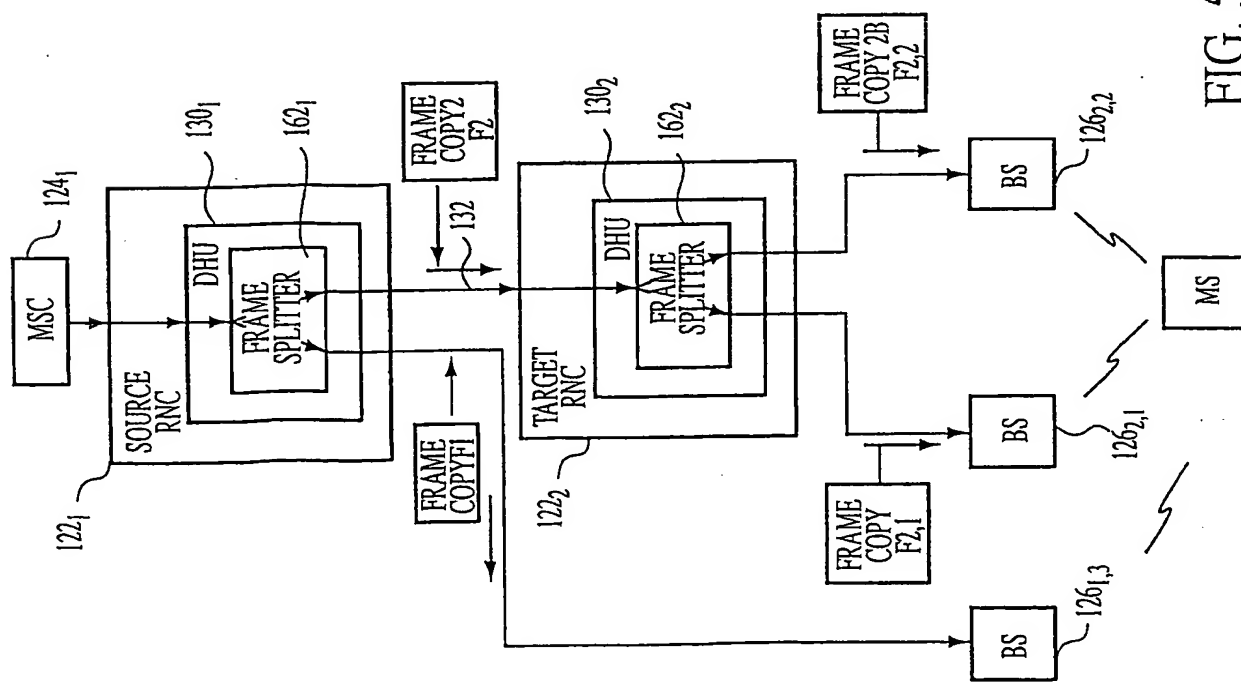 MSC
124₁
SOURCE
RNC
DHU
FRAME
SPLITTER
122₁
130₁
162₁
FRAME
COPYF1
FRAME
COPY2
F2
132
TARGET
RNC
DHU
FRAME
SPLITTER
122₂
130₂
162₂
FRAME
COPY
F2,1
FRAME
COPY 2B
F2,2
BS
126₁,₃
BS
126₂,₁
BS
126₂,₂
MS
FIG.